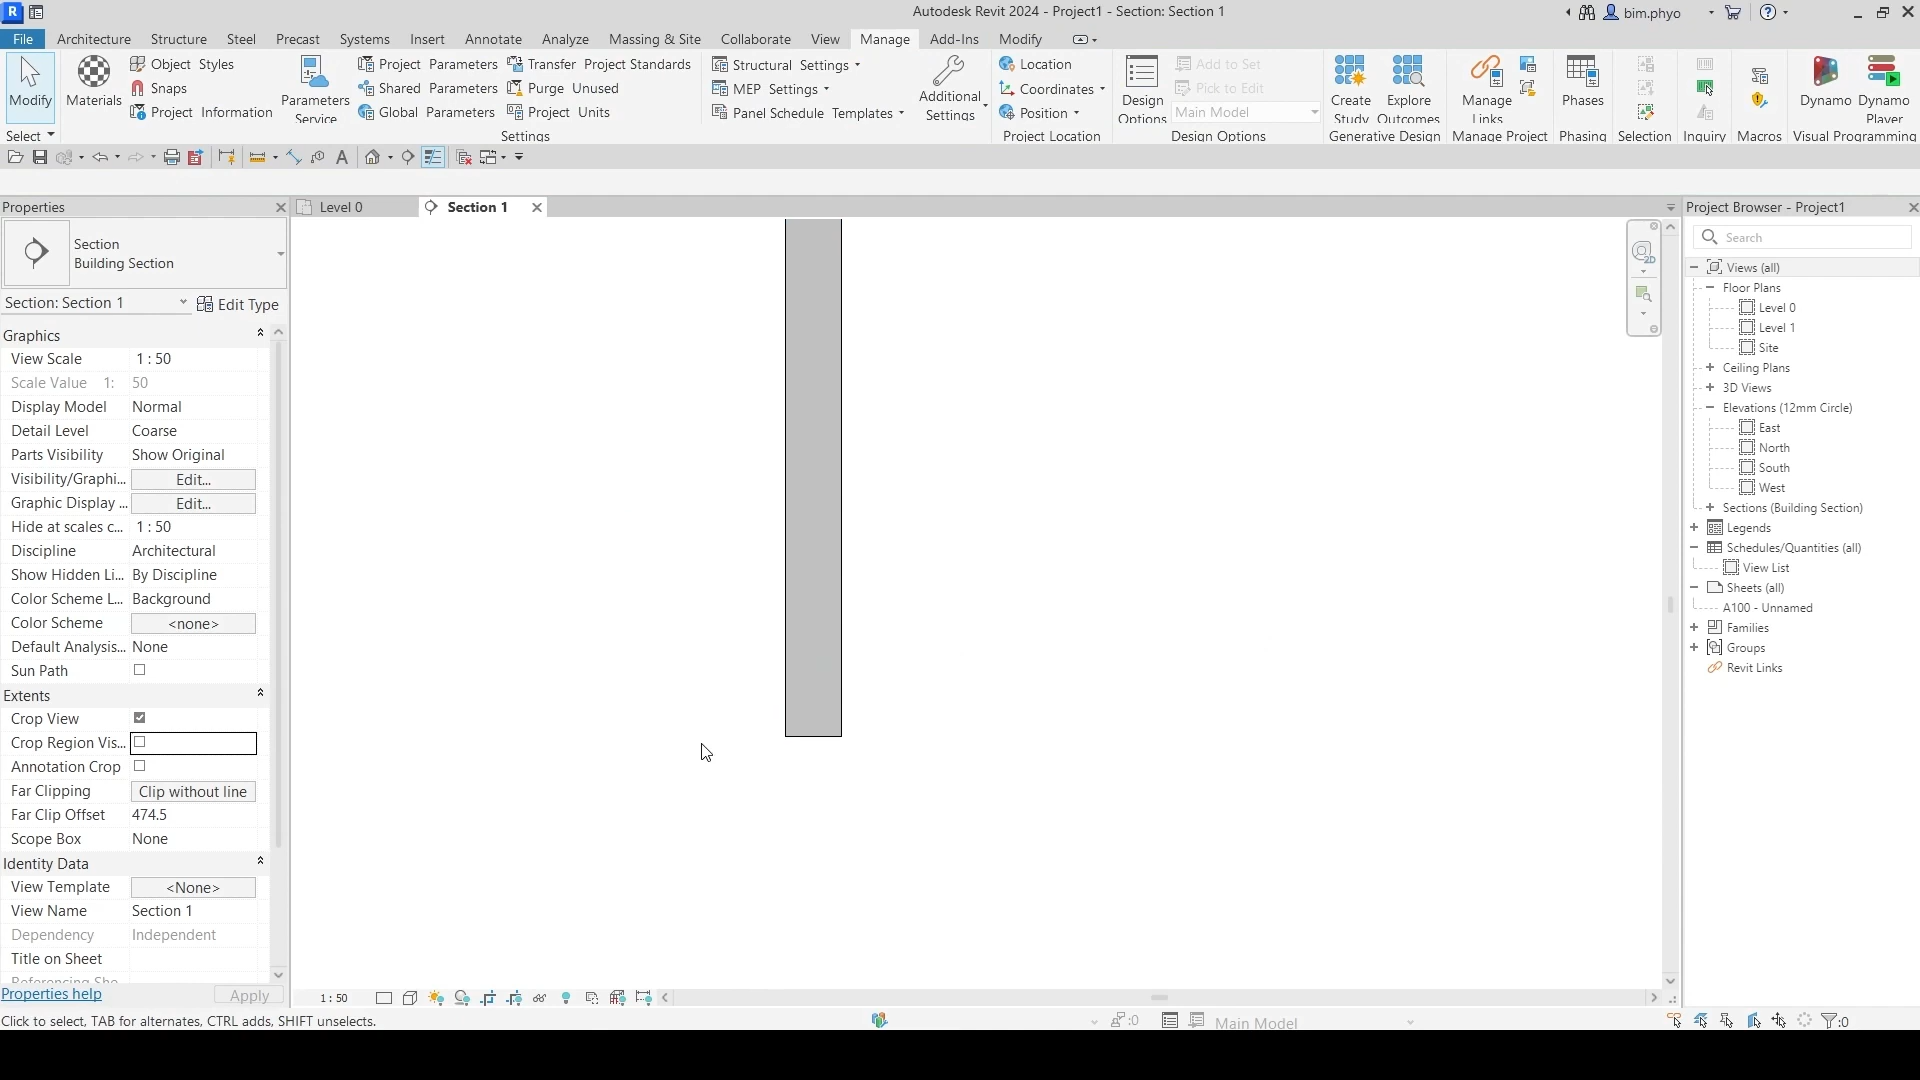 Autodesk Revit 2024 - Project1 - Section: Section 1
bim.phyo
File Architecture Structure Steel Precast Systems Insert Annotate Analyze Massing & Site Collaborate View Manage Add-Ins Modify
Modify
Select
Materials
Object Styles
Snaps
Project Information
Parameters Service
Project Parameters
Shared Parameters
Global Parameters
Transfer Project Standards
Purge Unused
Project Units
Settings
Structural Settings
MEP Settings
Panel Schedule Templates
Additional Settings
Location
Coordinates
Position
Project Location
Design Options
Add to Set
Pick to Edit
Main Model
Design Options
Create Study
Explore Outcomes
Generative Design
Manage Links
Manage Project
Phases
Phasing
Selection
Inquiry
Macros
Dynamo
Dynamo Player
Visual Programming
Properties
Section
Building Section
Section: Section 1
Edit Type
Graphics
View Scale 1 : 50
Scale Value 1: 50
Display Model Normal
Detail Level Coarse
Parts Visibility Show Original
Visibility/Graphi... Edit...
Graphic Display ... Edit...
Hide at scales c... 1 : 50
Discipline Architectural
Show Hidden Li... By Discipline
Color Scheme L... Background
Color Scheme <none>
Default Analysis... None
Sun Path
Extents
Crop View
Crop Region Vis...
Annotation Crop
Far Clipping Clip without line
Far Clip Offset 474.5
Scope Box None
Identity Data
View Template <None>
View Name Section 1
Dependency Independent
Title on Sheet
Properties help
Apply
Level 0
Section 1
2D
1 : 50
Project Browser - Project1
Search
Views (all)
Floor Plans
Level 0
Level 1
Site
Ceiling Plans
3D Views
Elevations (12mm Circle)
East
North
South
West
Sections (Building Section)
Legends
Schedules/Quantities (all)
View List
Sheets (all)
A100 - Unnamed
Families
Groups
Revit Links
Click to select, TAB for alternates, CTRL adds, SHIFT unselects.
:0
Main Model
:0